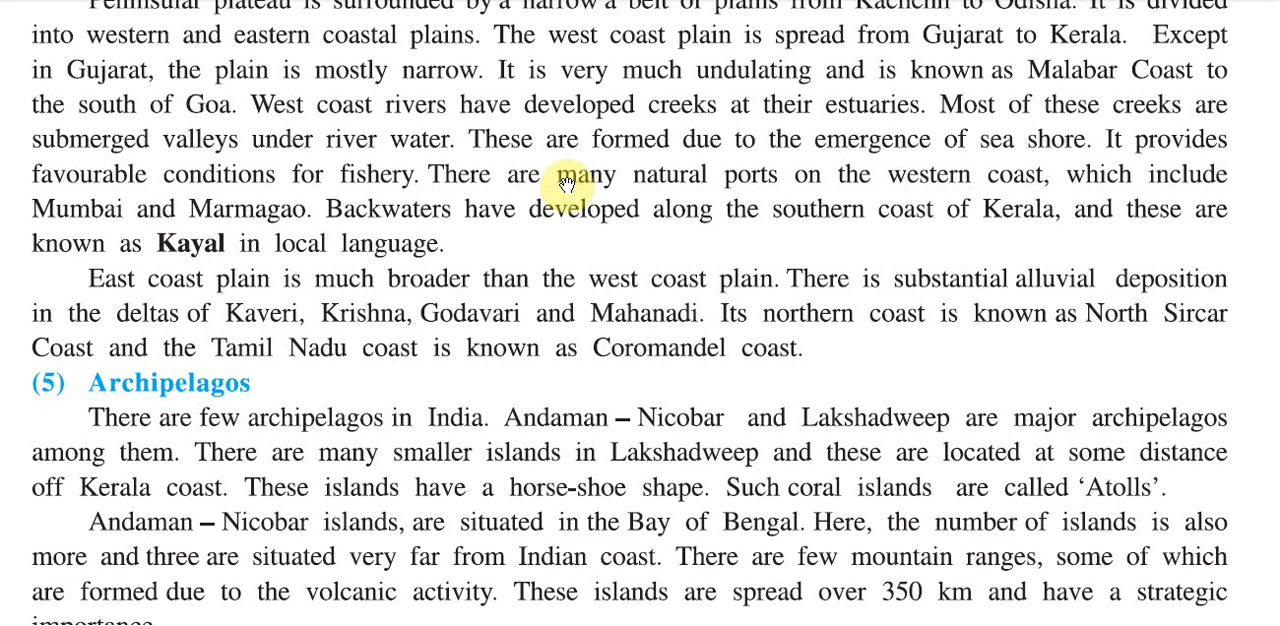 Peninsular plateau is surrounded by a narrow a belt of plains from Kachchh to Odisha. It is divided
into western and eastern coastal plains. The west coast plain is spread from Gujarat to Kerala. Except
in Gujarat, the plain is mostly narrow. It is very much undulating and is known as Malabar Coast to
the south of Goa. West coast rivers have developed creeks at their estuaries. Most of these creeks are
submerged valleys under river water. These are formed due to the emergence of sea shore. It provides
favourable conditions for fishery. There are many natural ports on the western coast, which include
Mumbai and Marmagao. Backwaters have developed along the southern coast of Kerala, and these are
known as Kayal in local language.
East coast plain is much broader than the west coast plain. There is substantial alluvial deposition
in the deltas of Kaveri, Krishna, Godavari and Mahanadi. Its northern coast is known as North Sircar
Coast and the Tamil Nadu coast is known as Coromandel coast.
(5) Archipelagos
There are few archipelagos in India. Andaman – Nicobar and Lakshadweep are major archipelagos
among them. There are many smaller islands in Lakshadweep and these are located at some distance
off Kerala coast. These islands have a horse-shoe shape. Such coral islands are called ‘Atolls’.
Andaman – Nicobar islands, are situated in the Bay of Bengal. Here, the number of islands is also
more and three are situated very far from Indian coast. There are few mountain ranges, some of which
are formed due to the volcanic activity. These islands are spread over 350 km and have a strategic
importance.